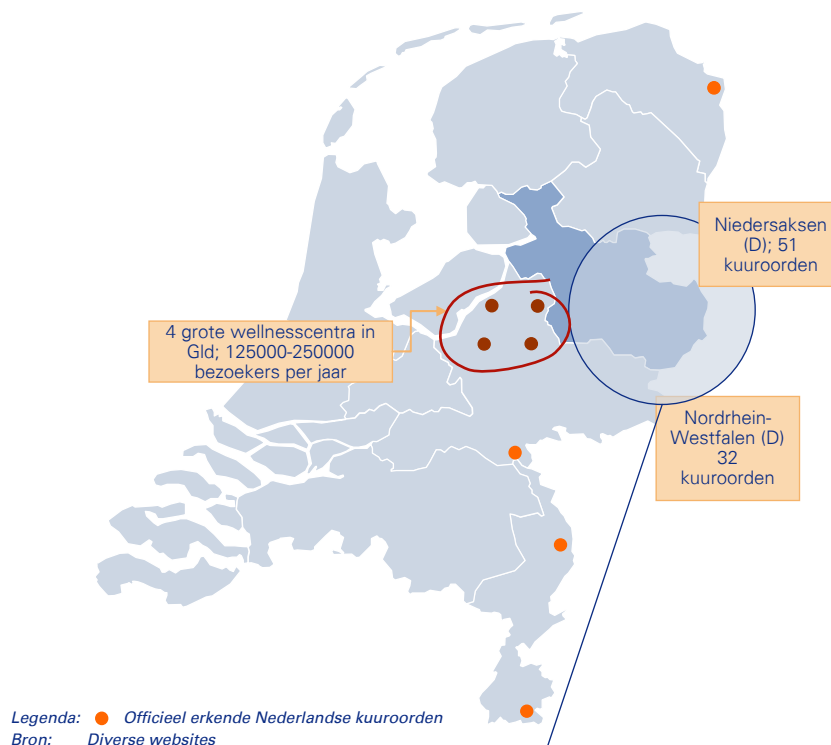 Niedersaksen
(D); 51
kuuroorden
4 grote wellnesscentra in
Gld; 125000-250000
bezoekers per jaar
Nordrhein-
Westfalen (D)
32
kuuroorden
Legenda: Officieel erkende Nederlandse kuuroorden
Bron: Diverse websites